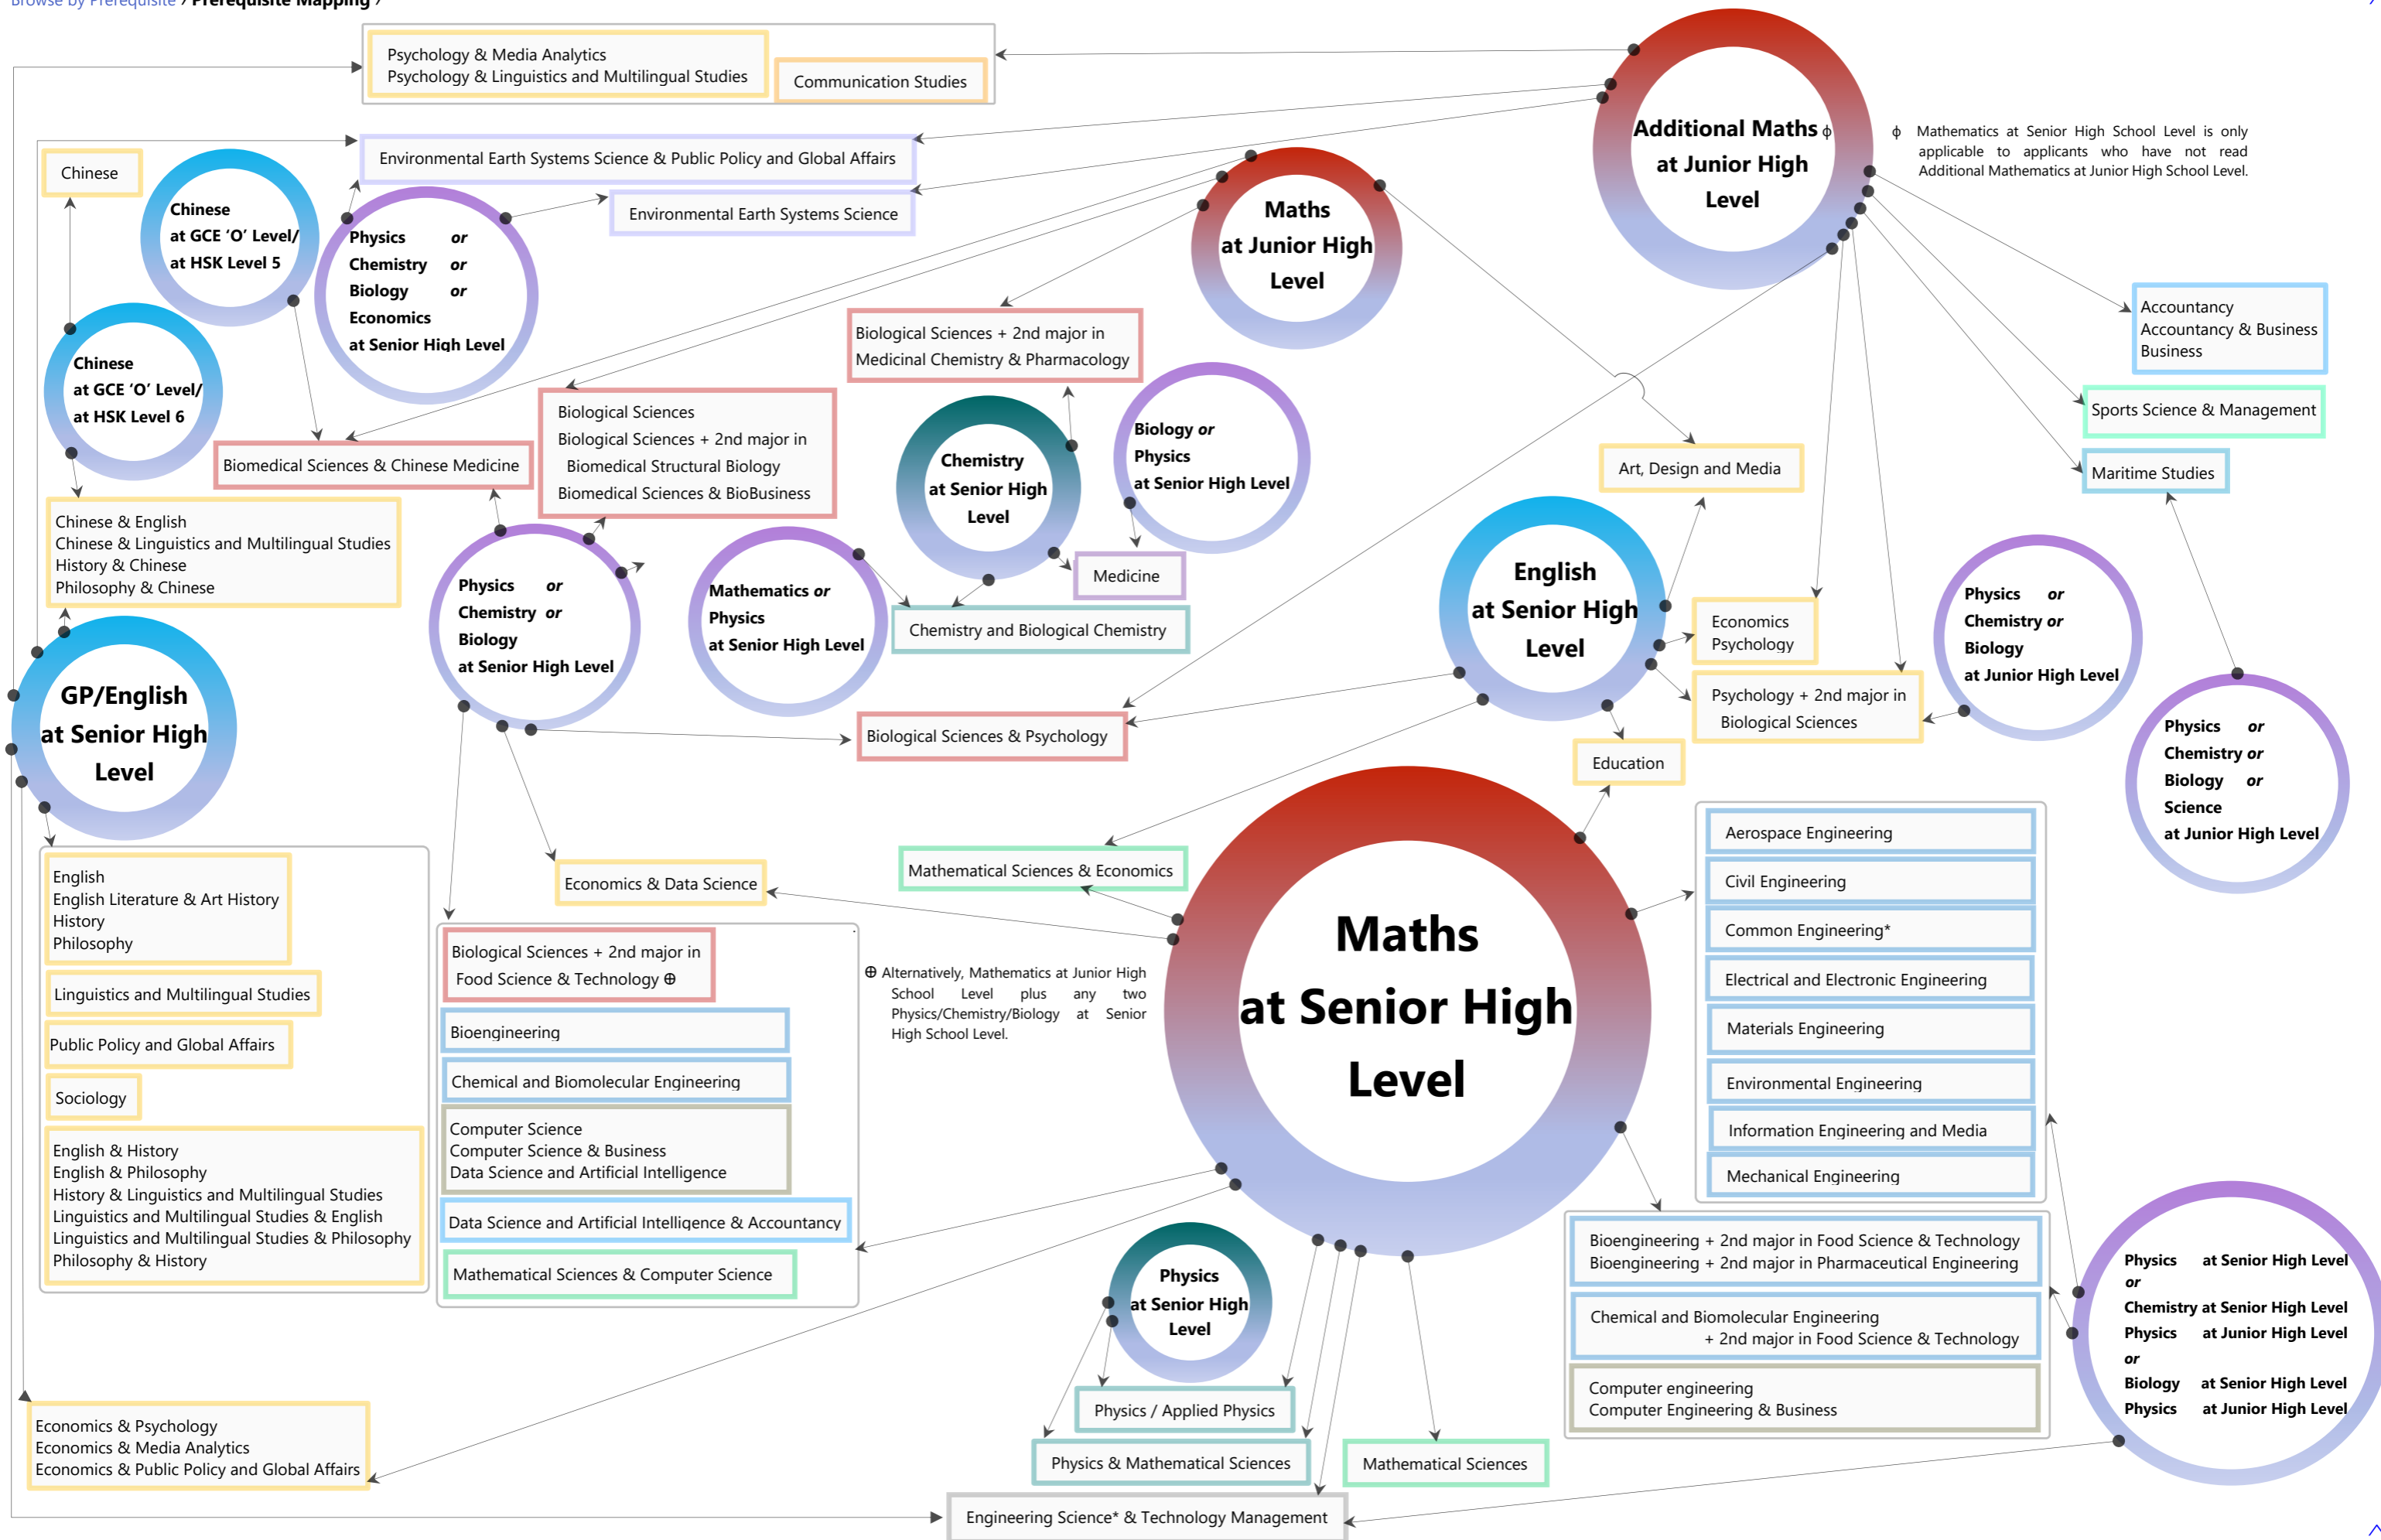 Browse by Prerequisite › Prerequisite Mapping ›
Psychology & Media Analytics
Psychology & Linguistics and Multilingual Studies
Communication Studies
Additional Maths ɸ
at Junior High
Level
ɸ Mathematics at Senior High School Level is only
applicable to applicants who have not read
Additional Mathematics at Junior High School Level.
Environmental Earth Systems Science & Public Policy and Global Affairs
Environmental Earth Systems Science
Chinese
Chinese
at GCE ‘O’ Level/
at HSK Level 5
Physics or
Chemistry or
Biology or
Economics
at Senior High Level
Maths
at Junior High
Level
Chinese
at GCE ‘O’ Level/
at HSK Level 6
Biological Sciences + 2nd major in
Medicinal Chemistry & Pharmacology
Accountancy
Accountancy & Business
Business
Sports Science & Management
Maritime Studies
Biomedical Sciences & Chinese Medicine
Biological Sciences
Biological Sciences + 2nd major in
Biomedical Structural Biology
Biomedical Sciences & BioBusiness
Chemistry
at Senior High
Level
Biology or
Physics
at Senior High Level
Art, Design and Media
Chinese & English
Chinese & Linguistics and Multilingual Studies
History & Chinese
Philosophy & Chinese
Physics or
Chemistry or
Biology
at Senior High Level
Mathematics or
Physics
at Senior High Level
Medicine
Chemistry and Biological Chemistry
English
at Senior High
Level
Economics
Psychology
Psychology + 2nd major in
Biological Sciences
Physics or
Chemistry or
Biology
at Junior High Level
Physics or
Chemistry or
Biology or
Science
at Junior High Level
GP/English
at Senior High
Level
Biological Sciences & Psychology
Education
Mathematical Sciences & Economics
Economics & Data Science
Maths
at Senior High
Level
Aerospace Engineering
Civil Engineering
Common Engineering*
Electrical and Electronic Engineering
Materials Engineering
Environmental Engineering
Information Engineering and Media
Mechanical Engineering
English
English Literature & Art History
History
Philosophy
Linguistics and Multilingual Studies
Public Policy and Global Affairs
Sociology
English & History
English & Philosophy
History & Linguistics and Multilingual Studies
Linguistics and Multilingual Studies & English
Linguistics and Multilingual Studies & Philosophy
Philosophy & History
Biological Sciences + 2nd major in
Food Science & Technology ⊕
Bioengineering
Chemical and Biomolecular Engineering
Computer Science
Computer Science & Business
Data Science and Artificial Intelligence
Data Science and Artificial Intelligence & Accountancy
Mathematical Sciences & Computer Science
⊕ Alternatively, Mathematics at Junior High
School Level plus any two
Physics/Chemistry/Biology at Senior
High School Level.
Bioengineering + 2nd major in Food Science & Technology
Bioengineering + 2nd major in Pharmaceutical Engineering
Chemical and Biomolecular Engineering
+ 2nd major in Food Science & Technology
Computer engineering
Computer Engineering & Business
Physics at Senior High Level
or
Chemistry at Senior High Level
Physics at Junior High Level
or
Biology at Senior High Level
Physics at Junior High Level
Physics
at Senior High
Level
Physics / Applied Physics
Physics & Mathematical Sciences
Mathematical Sciences
Economics & Psychology
Economics & Media Analytics
Economics & Public Policy and Global Affairs
Engineering Science* & Technology Management